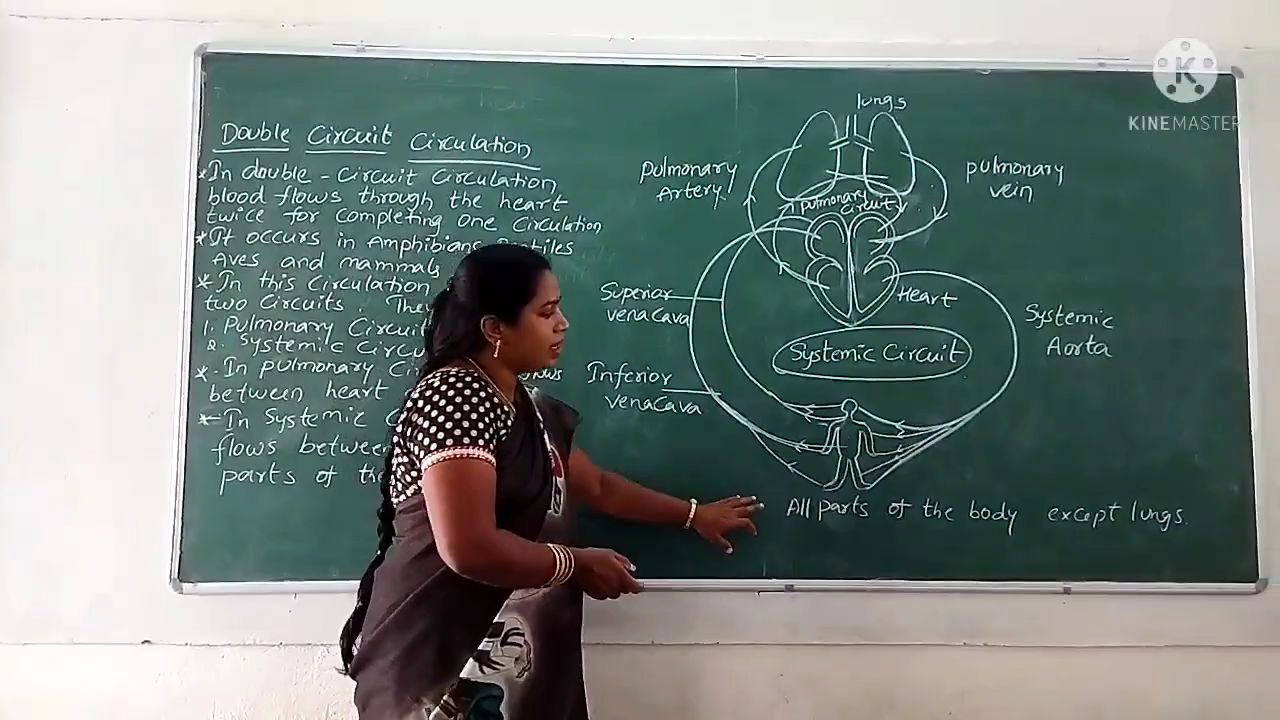 Double Circuit Circulation
* In double - Circuit Circulation,
blood flows through the heart
twice for completing one Circulation
* It occurs in Amphibians
Aves and mammals
* In this Circulation
two Circuits. They
1. Pulmonary Circuit
2. Systemic
* In pulmonary
between heart
* In Systemic
flows between
parts of the
lungs
Pulmonary
Artery
pulmonary
vein
pulmonary
Circuit
Superior
vena Cava
Heart
Systemic
Aorta
Systemic Circuit
Inferior
vena Cava
All parts of the body except lungs
K
KINEMASTER